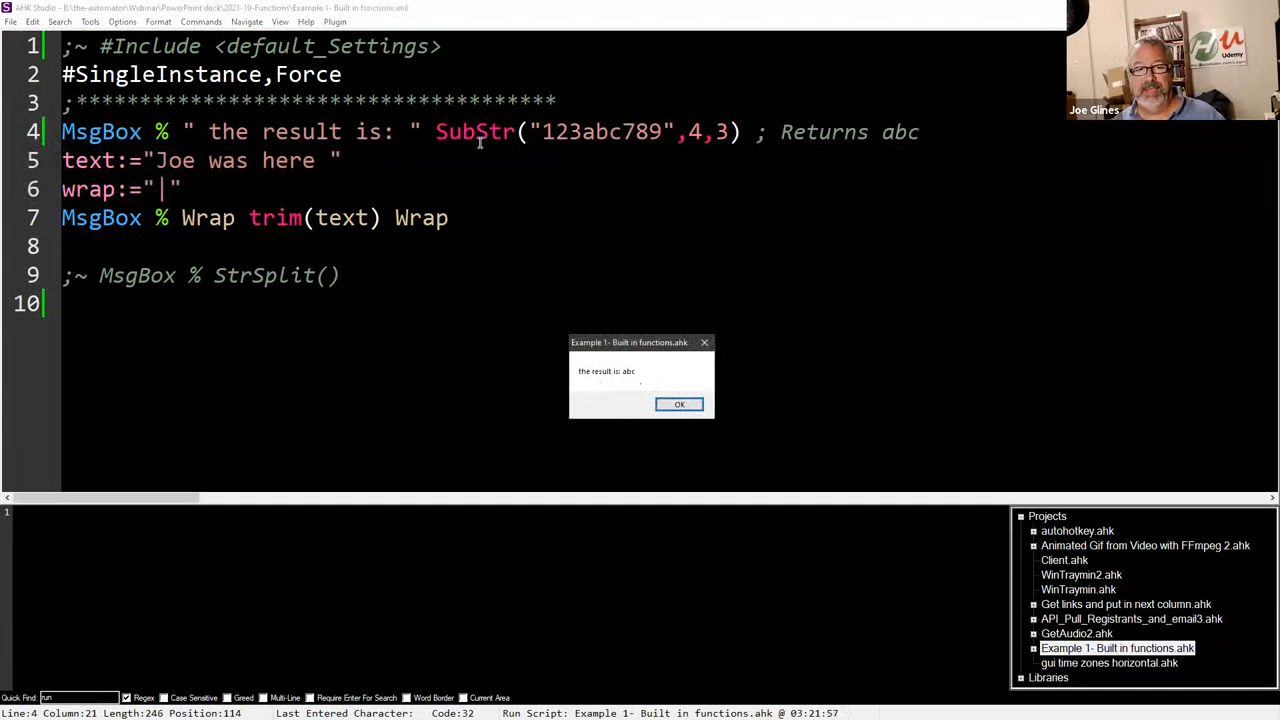 AHK Studio - B:\the-automator\Webinar\PowerPoint deck\2021-10-Functions\Example 1- Built in fonctions.ahk
File Edit Search Tools Options Format Commands Navigate View Help Plugin
1 ;~ #Include <default_Settings>
2 #SingleInstance,Force
3 ;****************************************
4 MsgBox % " the result is: " SubStr("123abc789",4,3) ; Returns abc
5 text:="Joe was here "
6 wrap:="|"
7 MsgBox % Wrap trim(text) Wrap
8
9 ;~ MsgBox % StrSplit()
10
Joe Glines
Udemy
Example 1- Built in functions.ahk
the result is: abc
OK
1
Projects
autohotkey.ahk
Animated Gif from Video with FFmpeg 2.ahk
Client.ahk
WinTraymin2.ahk
WinTraymin.ahk
Get links and put in next column.ahk
API_Pull_Registrants_and_email3.ahk
GetAudio2.ahk
Example 1- Built in functions.ahk
gui time zones horizontal.ahk
Libraries
Quick Find: run Regex Case Sensitive Greed Multi-Line Require Enter For Search Word Border Current Area
Line:4 Column:21 Length:246 Position:114 Last Entered Character: Code:32 Run Script: Example 1- Built in functions.ahk @ 03:21:57